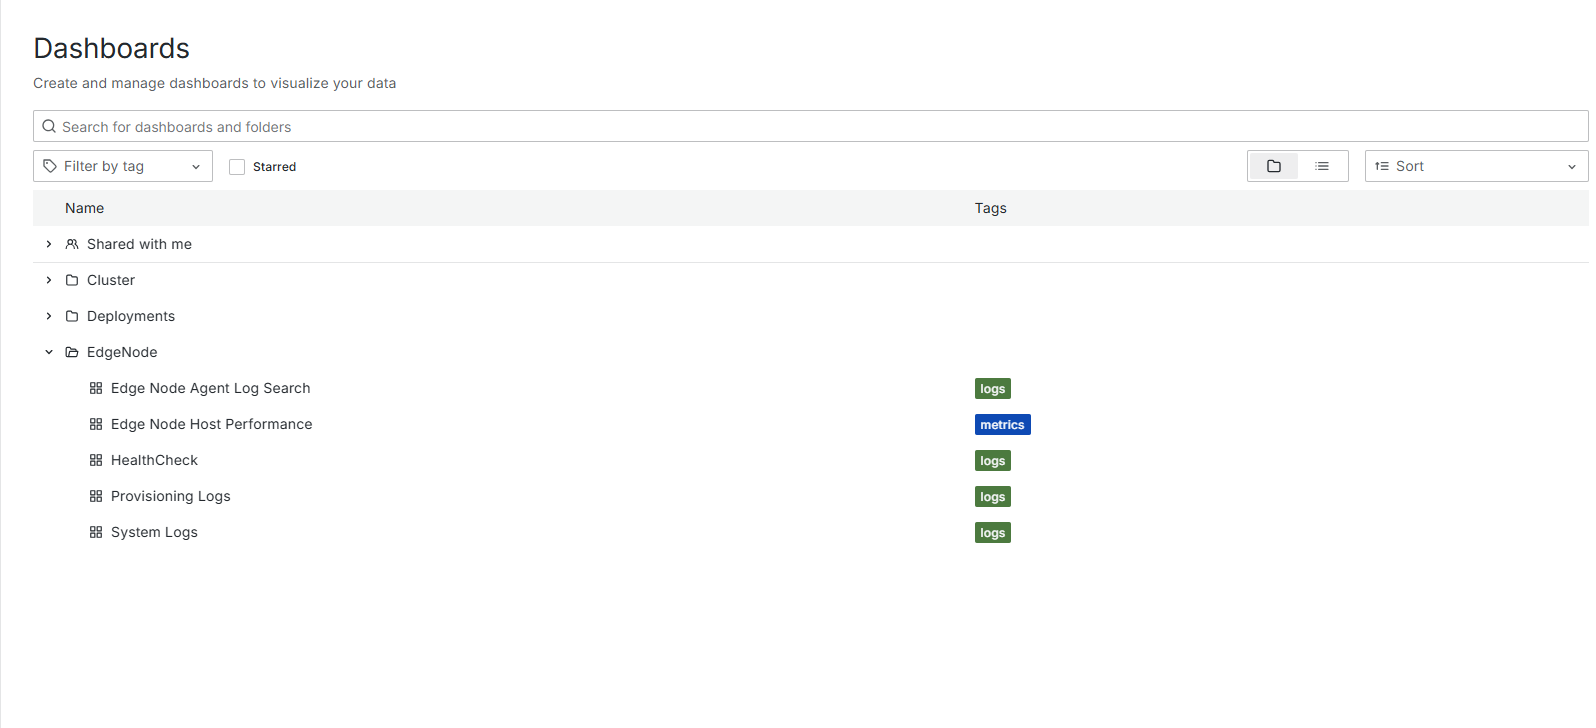 Dashboards
Create and manage dashboards to visualize your data
Search for dashboards and folders
Filter by tag Starred Sort
Name Tags
Shared with me
Cluster
Deployments
EdgeNode
Edge Node Agent Log Search logs
Edge Node Host Performance metrics
HealthCheck logs
Provisioning Logs logs
System Logs logs